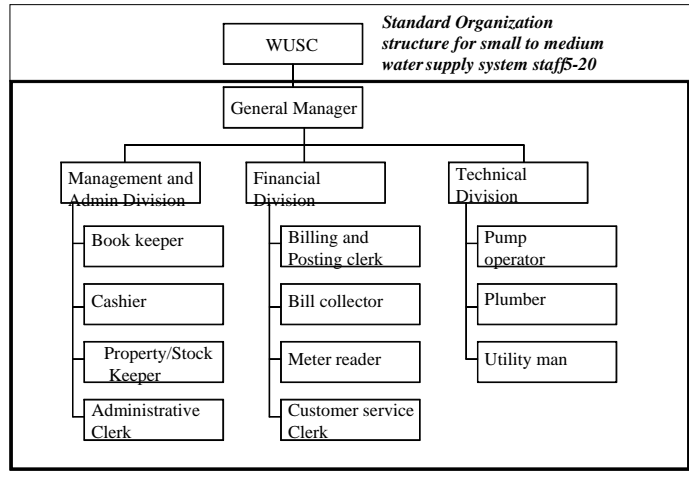 WUSC
Standard Organization
structure for small to medium
water supply system staff5-20
General Manager
Management and
Admin Division
Financial
Division
Technical
Division
Book keeper
Cashier
Property/Stock
Keeper
Administrative
Clerk
Billing and
Posting clerk
Bill collector
Meter reader
Customer service
Clerk
Pump
operator
Plumber
Utility man